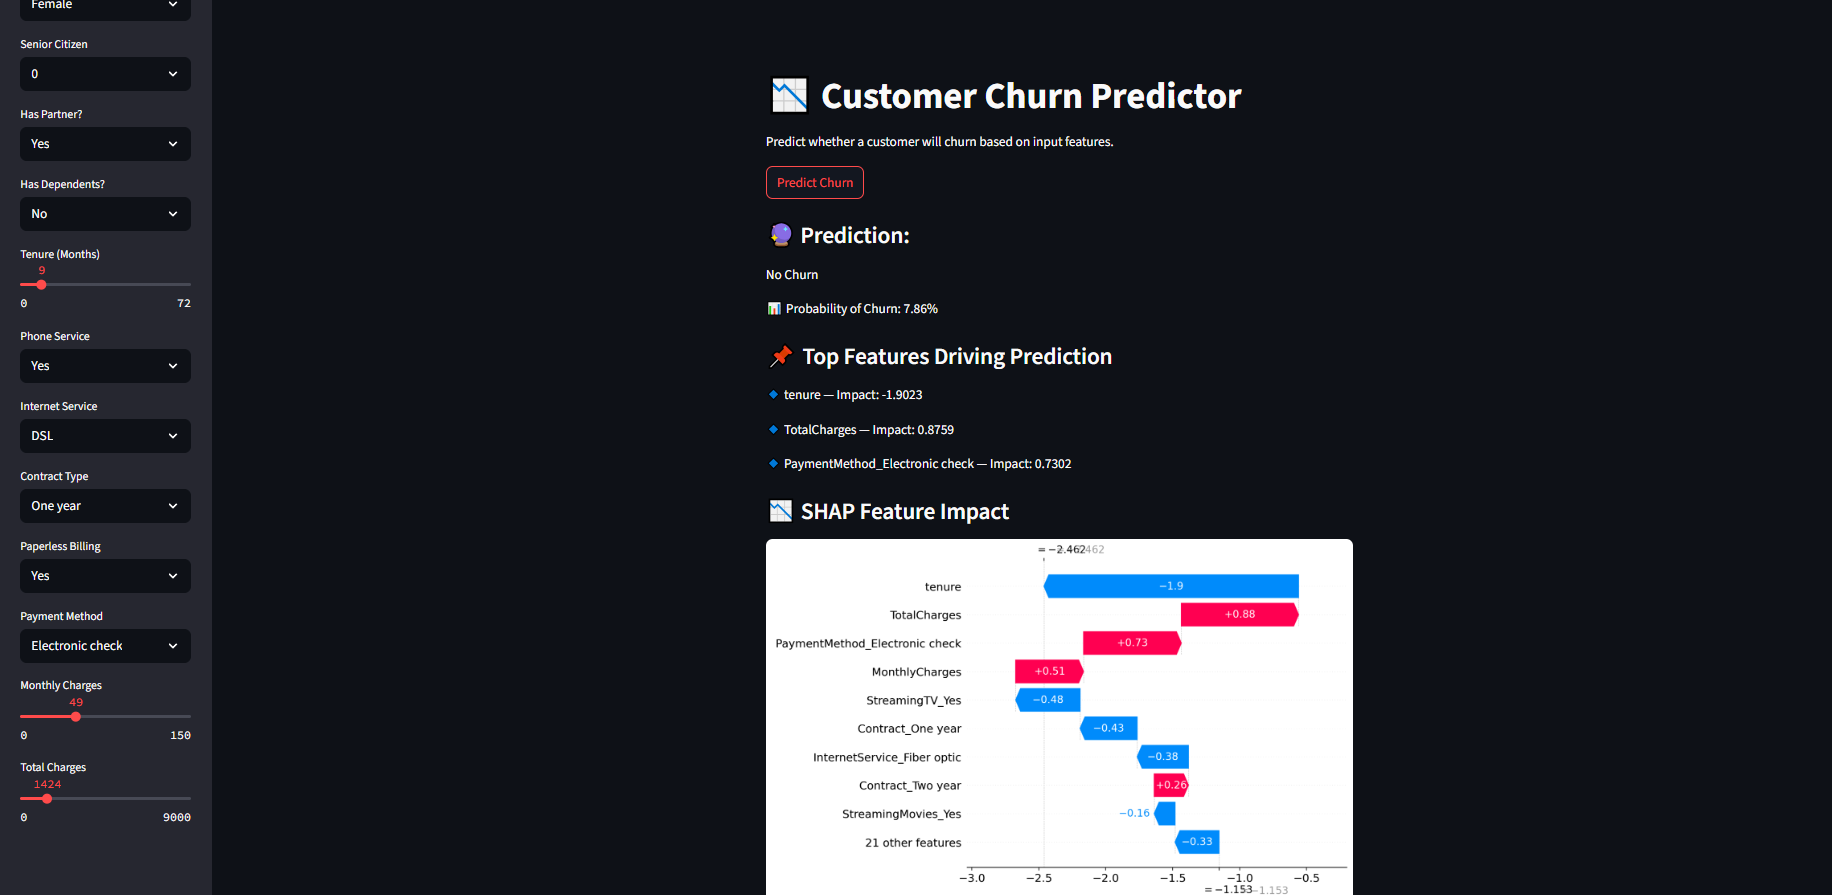 Female
Senior Citizen
0
Has Partner?
Yes
Has Dependents?
No
Tenure (Months)
9
0 72
Phone Service
Yes
Internet Service
DSL
Contract Type
One year
Paperless Billing
Yes
Payment Method
Electronic check
Monthly Charges
49
0 150
Total Charges
1424
0 9000
Customer Churn Predictor
Predict whether a customer will churn based on input features.
Predict Churn
Prediction:
No Churn
Probability of Churn: 7.86%
Top Features Driving Prediction
tenure — Impact: -1.9023
TotalCharges — Impact: 0.8759
PaymentMethod_Electronic check — Impact: 0.7302
SHAP Feature Impact
= −2.462
tenure −1.9
TotalCharges +0.88
PaymentMethod_Electronic check +0.73
MonthlyCharges +0.51
StreamingTV_Yes −0.48
Contract_One year −0.43
InternetService_Fiber optic −0.38
Contract_Two year +0.26
StreamingMovies_Yes −0.16
21 other features −0.33
−3.0 −2.5 −2.0 −1.5 −1.0 −0.5
= −1.153